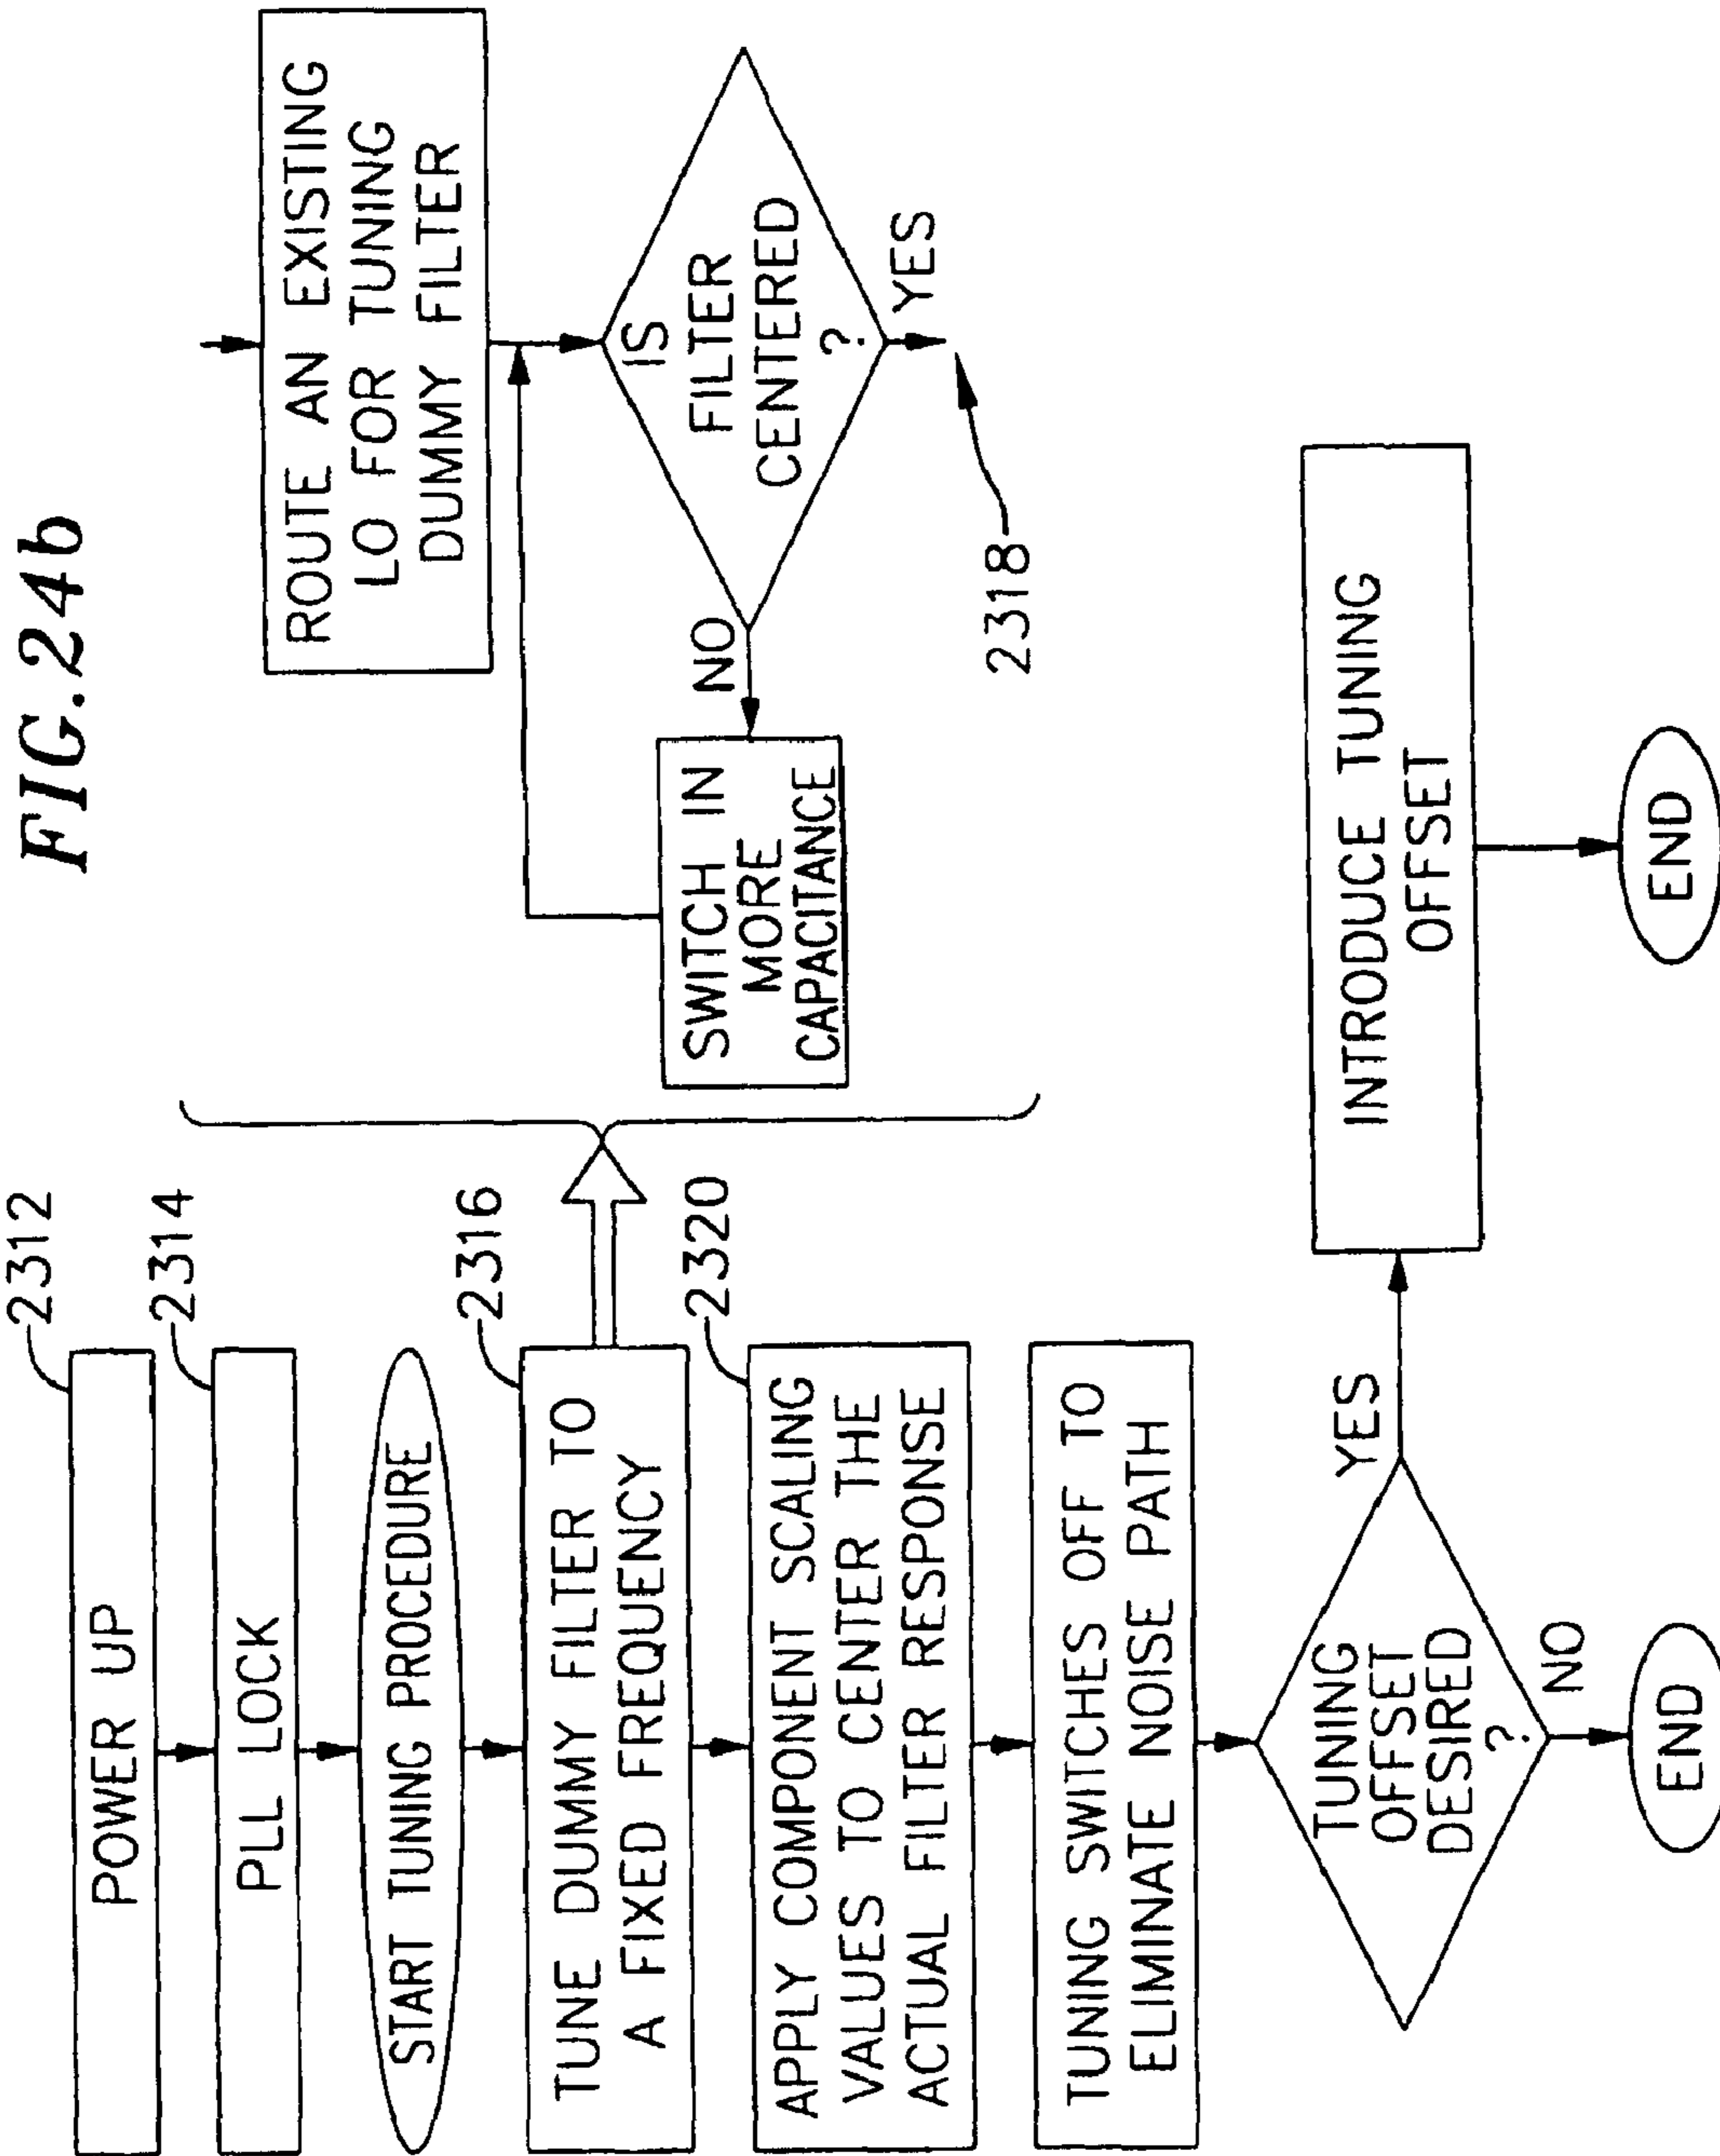 FIG.24b
2312
POWER UP
2314
PLL LOCK
START TUNING PROCEDURE
2316
TUNE DUMMY FILTER TO
A FIXED FREQUENCY
2320
APPLY COMPONENT SCALING
VALUES TO CENTER THE
ACTUAL FILTER RESPONSE
TUNING SWITCHES OFF TO
ELIMINATE NOISE PATH
TUNING
OFFSET
DESIRED
?
YES
NO
END
INTRODUCE TUNING
OFFSET
END
ROUTE AN EXISTING
LO FOR TUNING
DUMMY FILTER
IS
FILTER
CENTERED
?
NO
YES
SWITCH IN
MORE
CAPACITANCE
2318